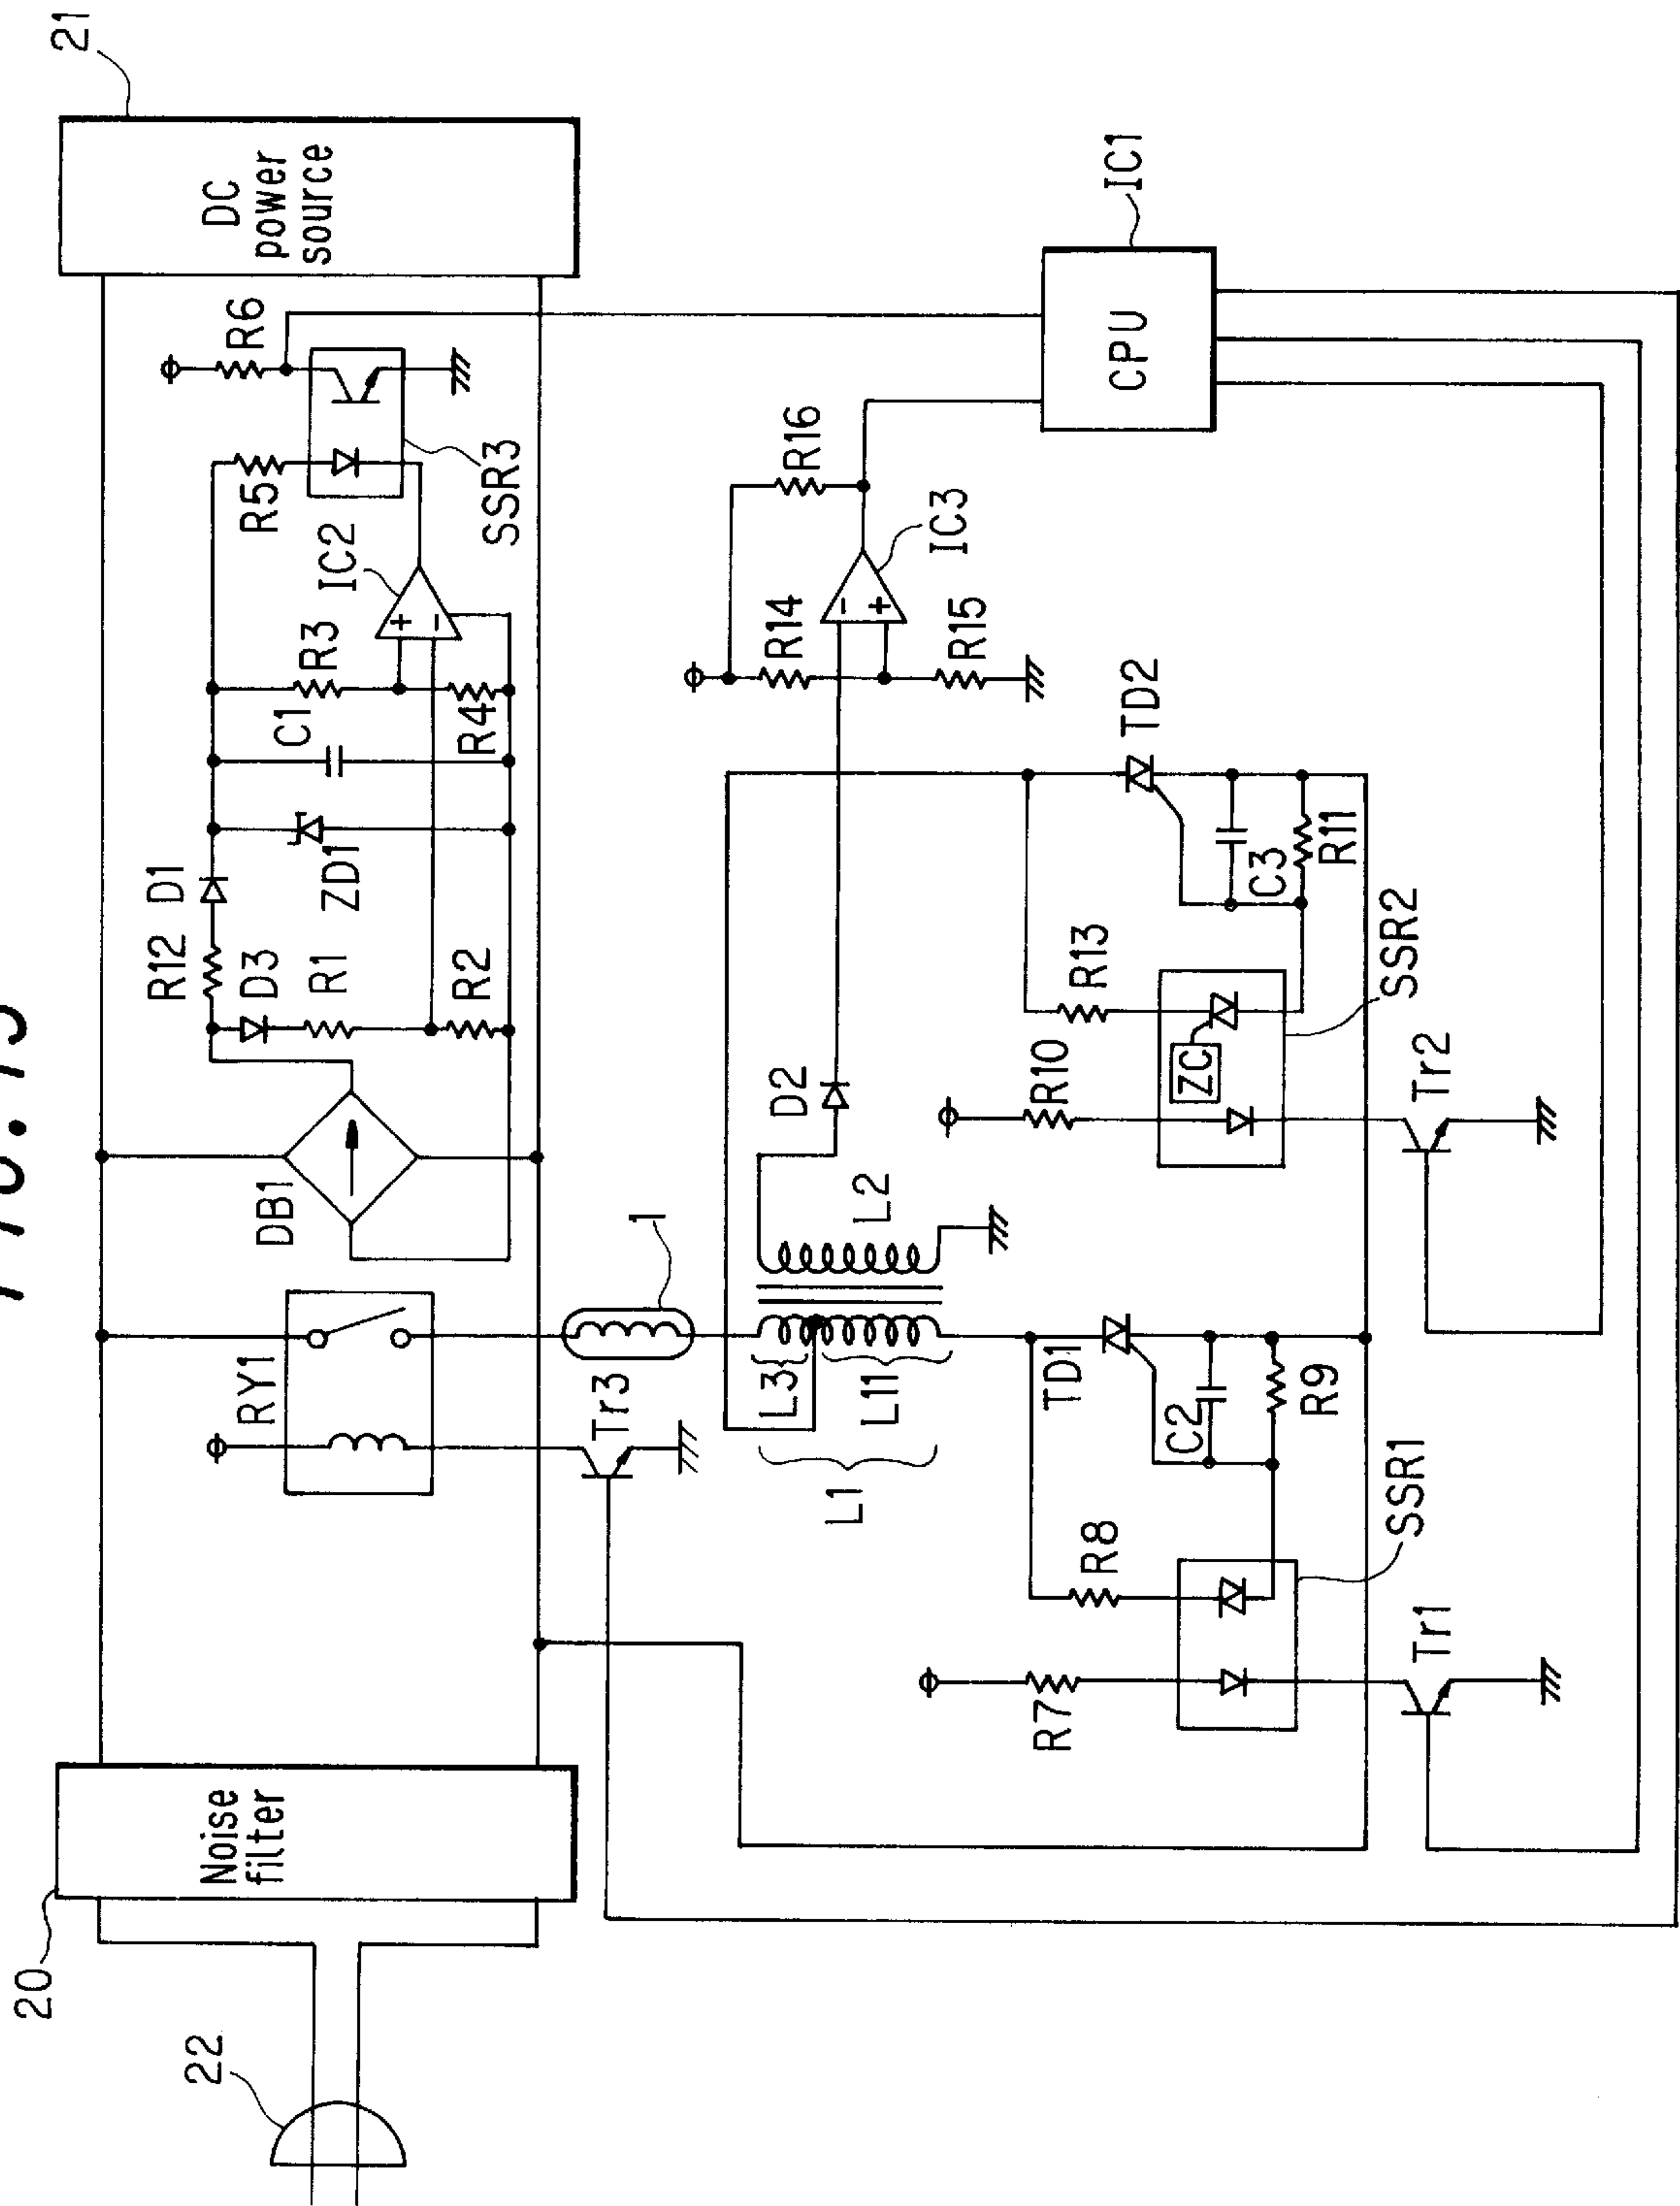 FIG.
20
21
22
Noise
filter
DC
power
source
RY1
DB1
R12
D1
D3
R1
R2
ZD1
C1
R3
R4
IC2
+
-
R5
R6
SSR3
Tr3
1
L3
L11
L1
L2
D2
R14
R15
R16
-
+
IC3
CPU
IC1
R7
R8
TD1
C2
R9
SSR1
Tr1
R10
R13
ZC
TD2
C3
R11
SSR2
Tr2